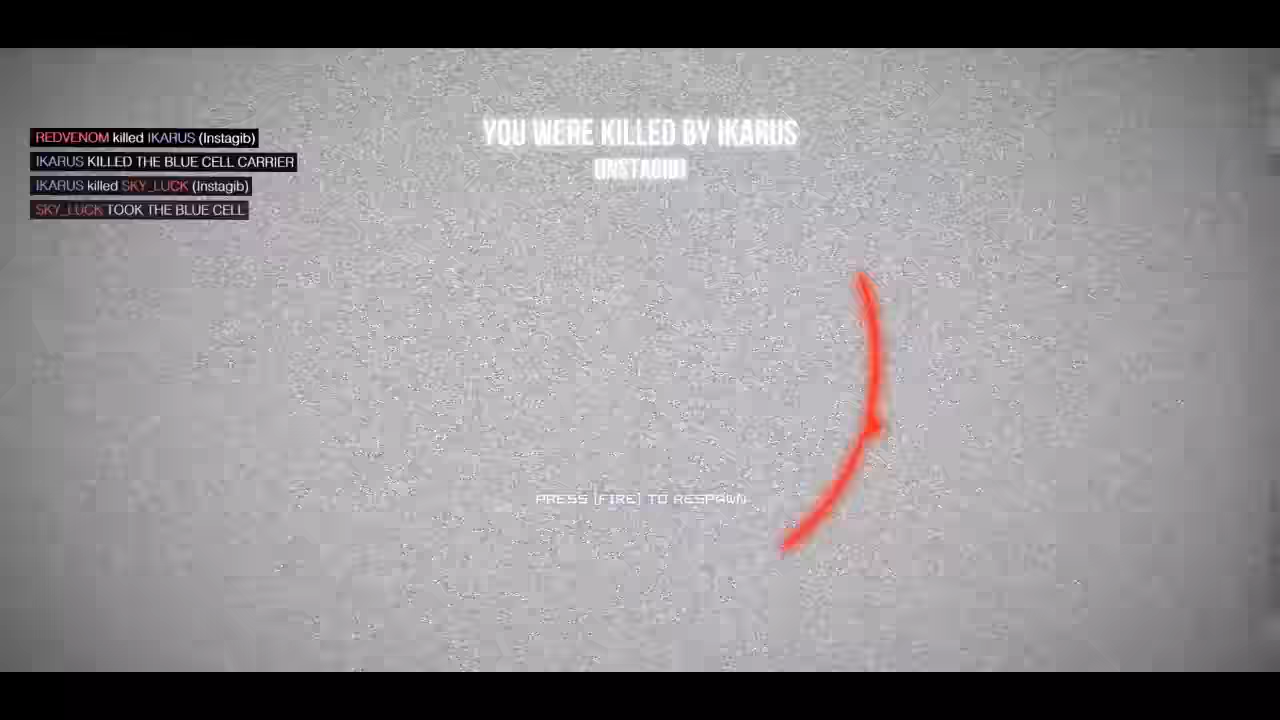 YOU WERE KILLED BY IKARUS
(INSTAGIB)
REDVENOM killed IKARUS (Instagib)
IKARUS KILLED THE BLUE CELL CARRIER
IKARUS killed SKY_LUCK (Instagib)
SKY_LUCK TOOK THE BLUE CELL
PRESS [FIRE] TO RESPAWN